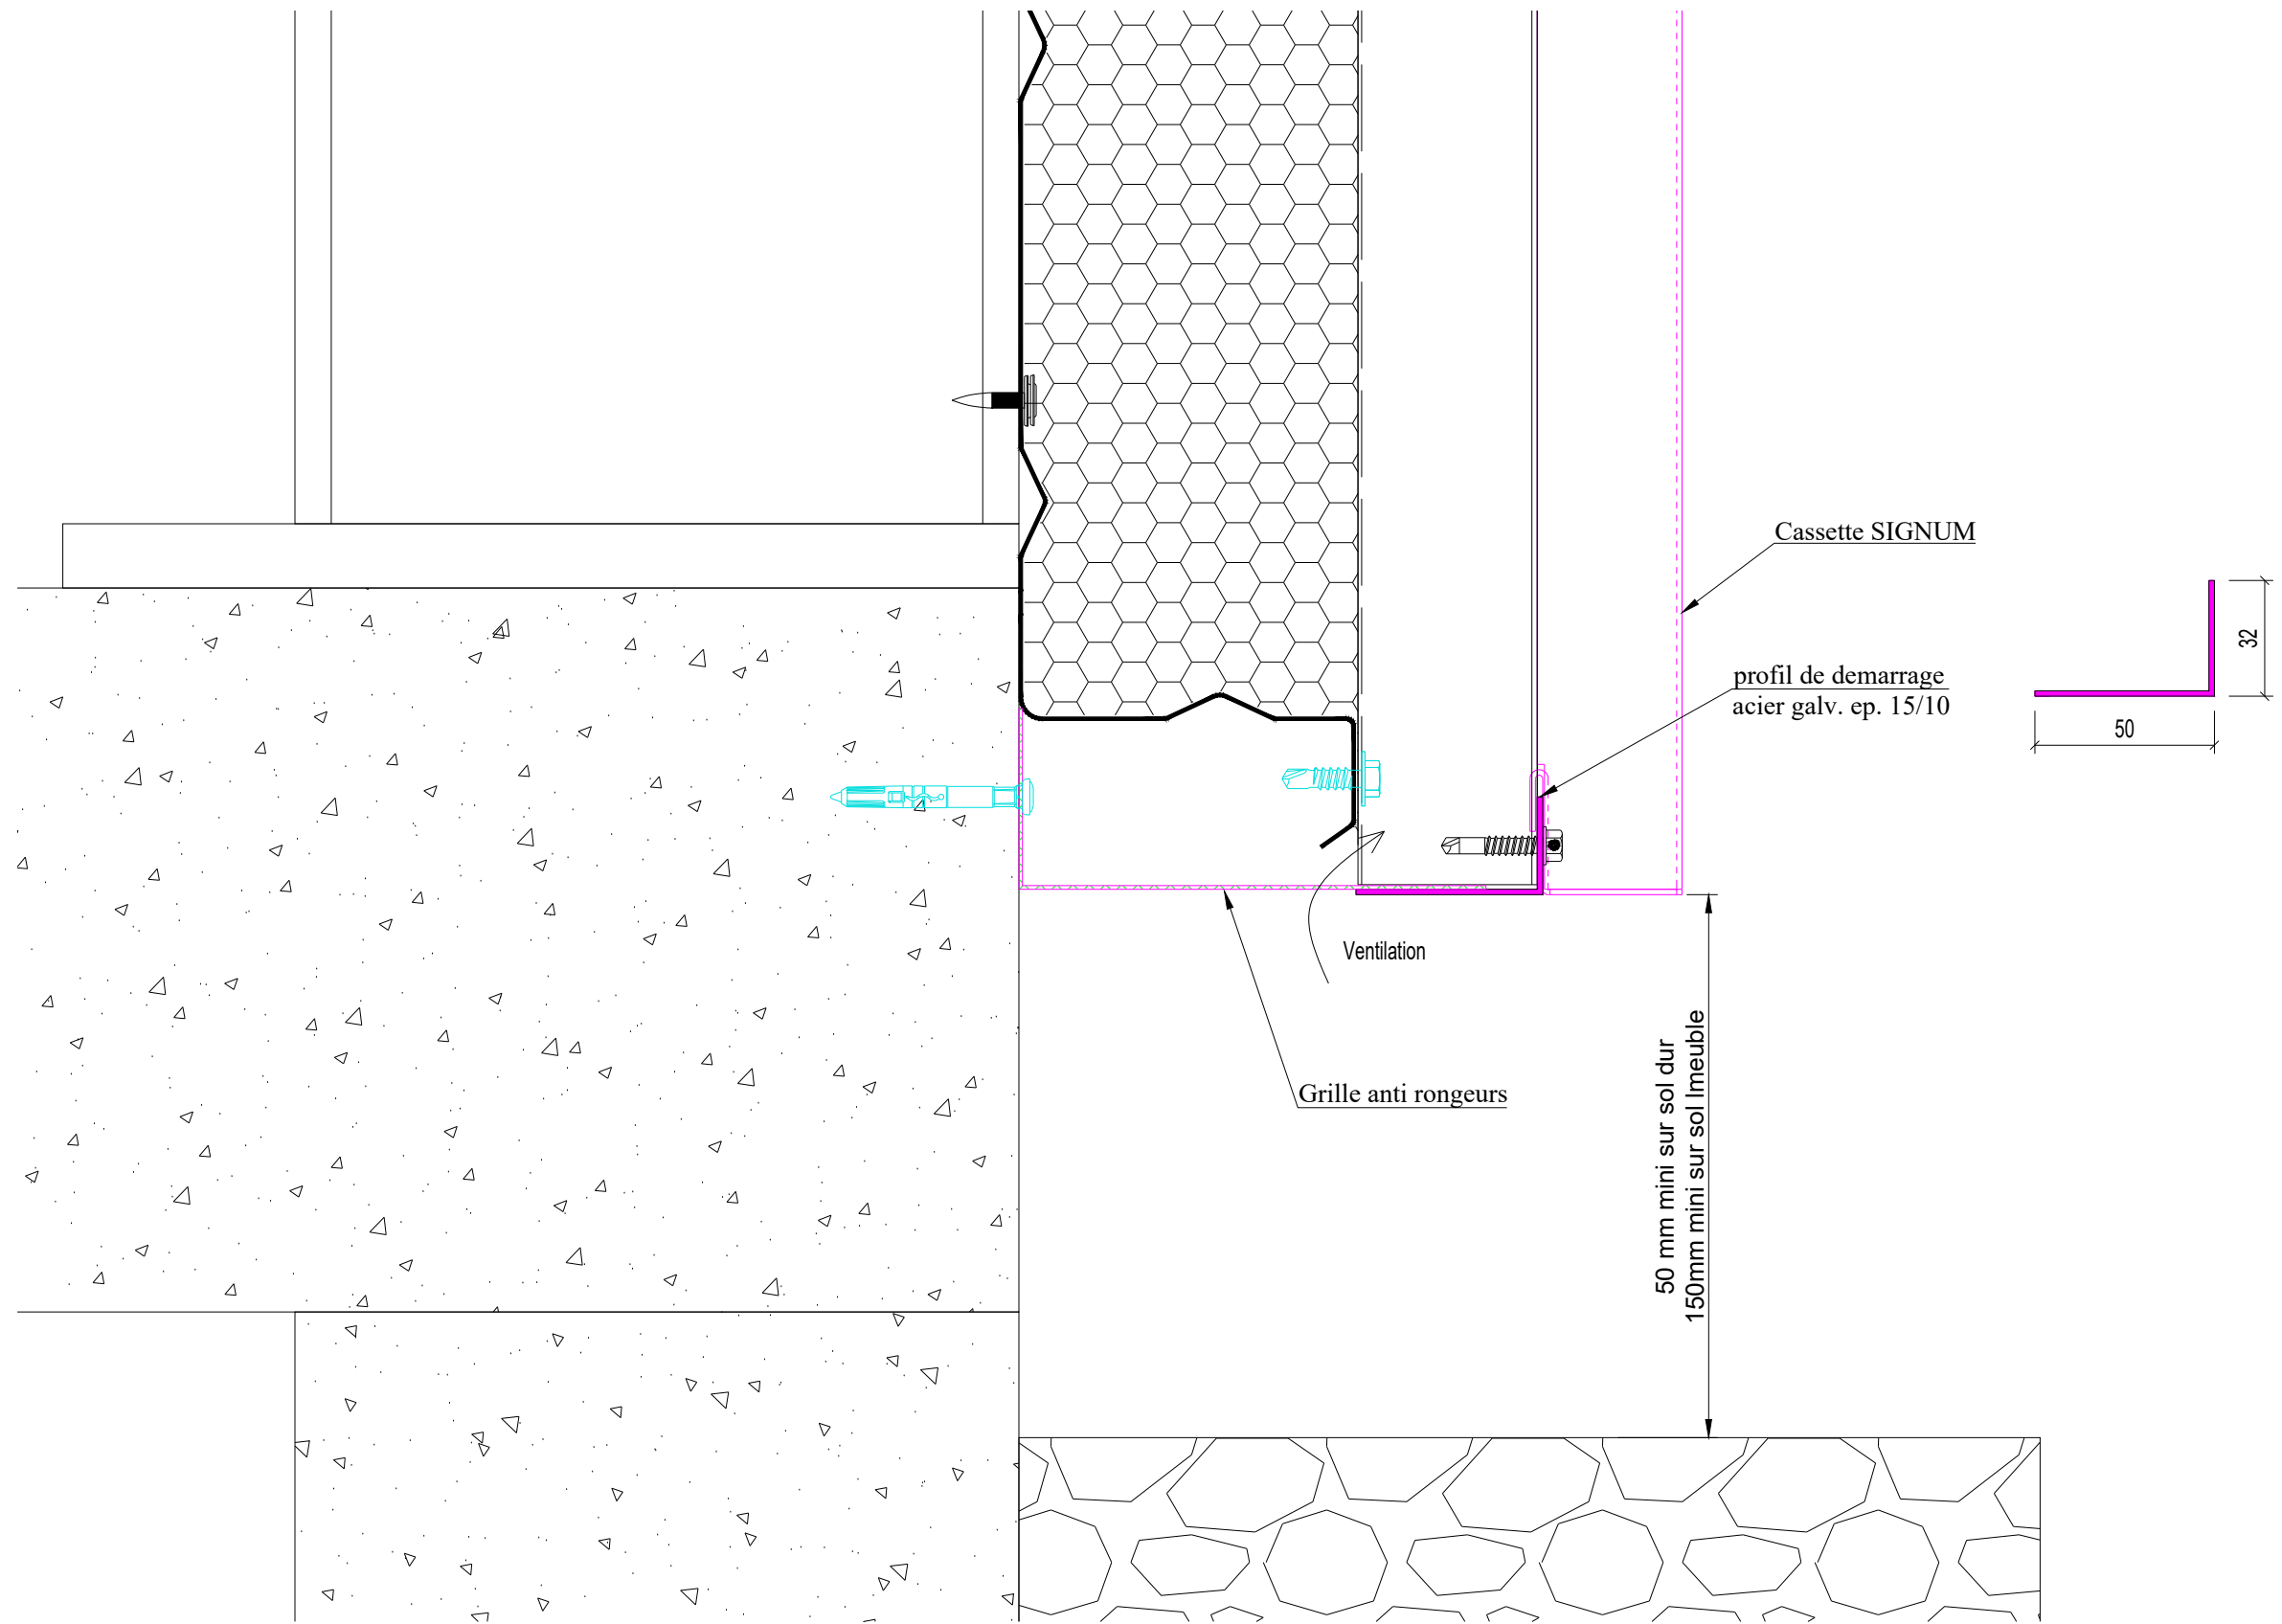 Cassette SIGNUM
profil de demarrage
acier galv. ep. 15/10
32
50
Ventilation
Grille anti rongeurs
50 mm mini sur sol dur
150mm mini sur sol Imeuble